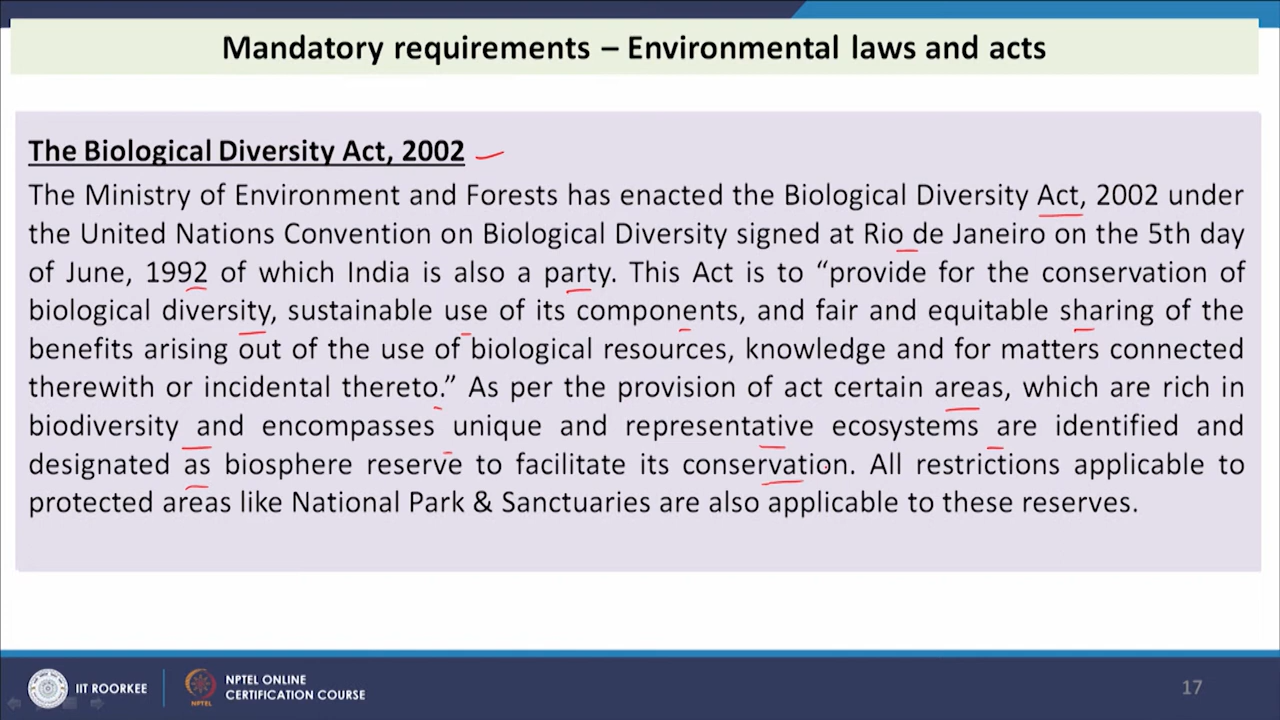 Mandatory requirements – Environmental laws and acts
The Biological Diversity Act, 2002
The Ministry of Environment and Forests has enacted the Biological Diversity Act, 2002 under
the United Nations Convention on Biological Diversity signed at Rio de Janeiro on the 5th day
of June, 1992 of which India is also a party. This Act is to “provide for the conservation of
biological diversity, sustainable use of its components, and fair and equitable sharing of the
benefits arising out of the use of biological resources, knowledge and for matters connected
therewith or incidental thereto.” As per the provision of act certain areas, which are rich in
biodiversity and encompasses unique and representative ecosystems are identified and
designated as biosphere reserve to facilitate its conservation. All restrictions applicable to
protected areas like National Park & Sanctuaries are also applicable to these reserves.
IIT ROORKEE
NPTEL
NPTEL ONLINE
CERTIFICATION COURSE
17